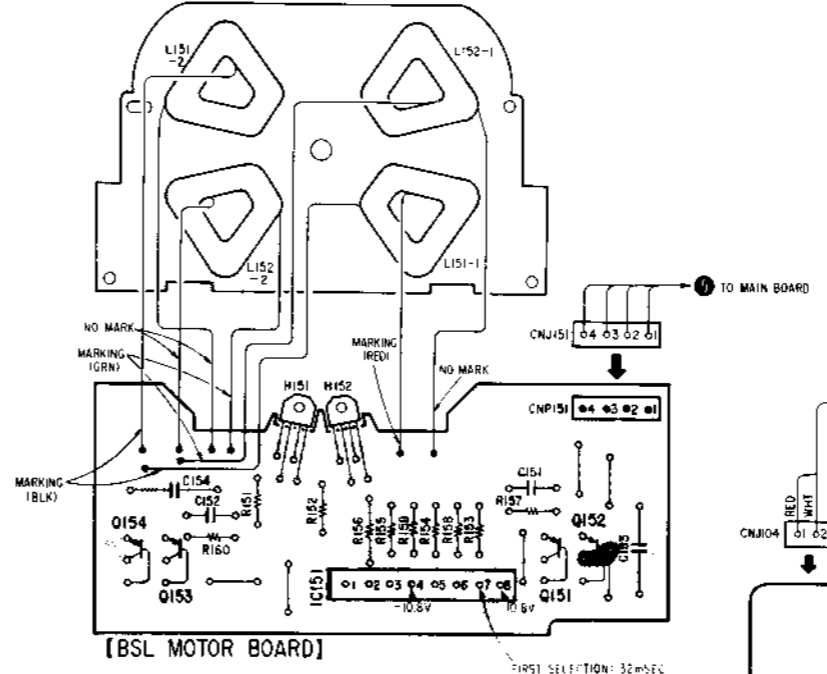 L151
-2
L152-1
L152
-2
L151-1
TO MAIN BOARD
CNJ151 4 3 2 1
NO MARK
MARKING
(GRN)
MARKING
(RED)
NO MARK
H151 H152
CNP151 4 3 2 1
MARKING
(BLK)
C154
C152
R151
R152
C151
R157
RED
WHT
Q154
R160
R156
R155
R159
R154
R158
R153
Q152
CNJ104 1 2
Q153
IC151
1 2 3 4 5 6 7 8
Q151
-10.8V
10.8V
[BSL MOTOR BOARD]
FIRST SELECTION: 32mSEC